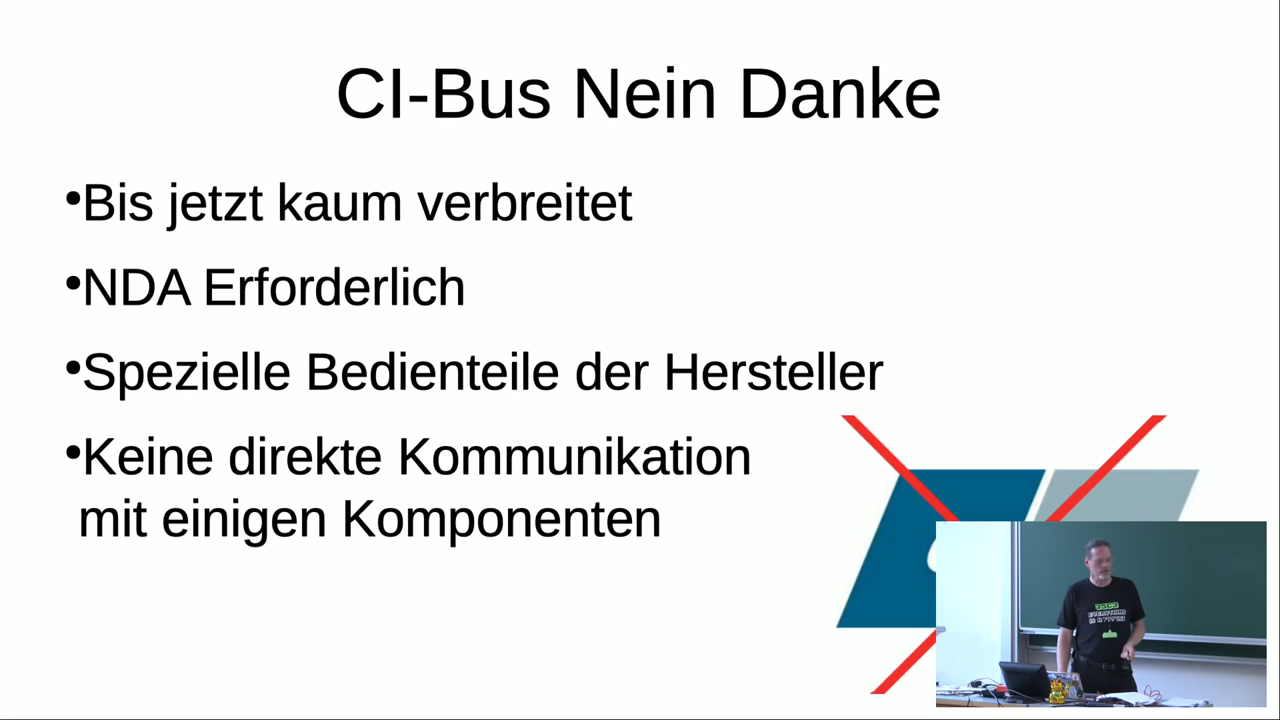 CI-Bus Nein Danke
•Bis jetzt kaum verbreitet
•NDA Erforderlich
•Spezielle Bedienteile der Hersteller
•Keine direkte Kommunikation
mit einigen Komponenten
EVERYTHING